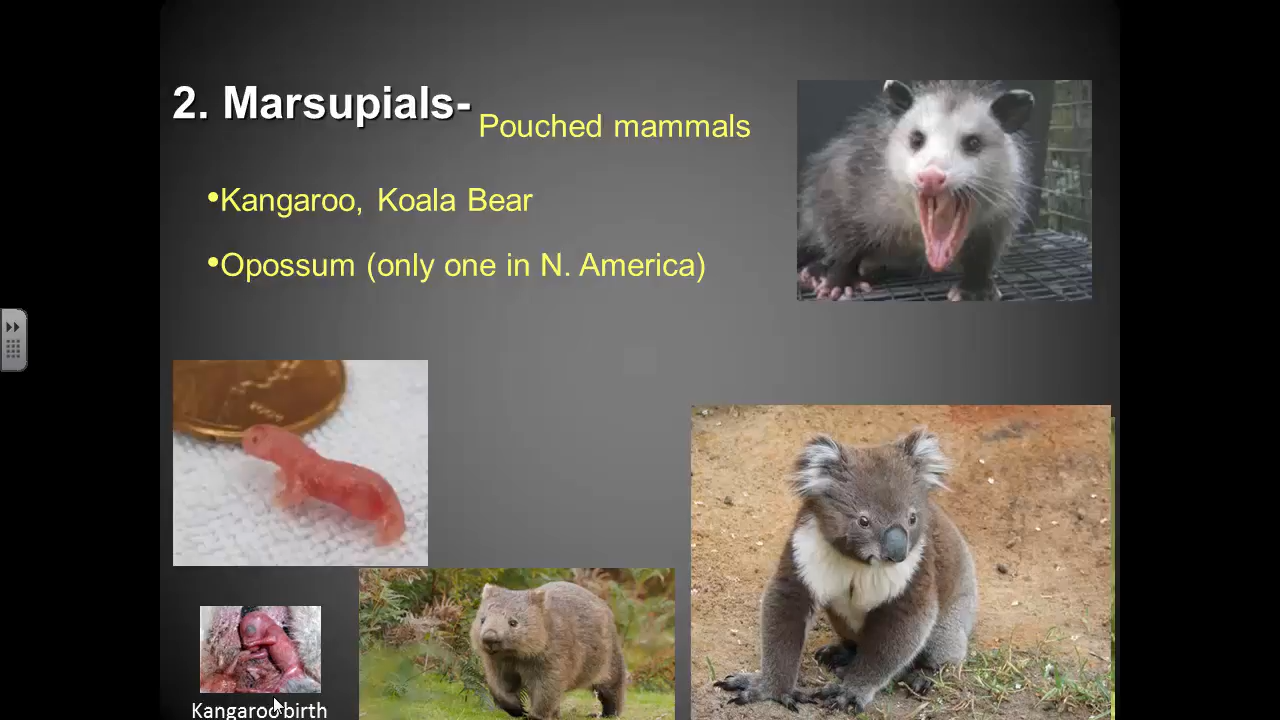 2. Marsupials- Pouched mammals
•Kangaroo, Koala Bear
•Opossum (only one in N. America)
Kangaroo birth